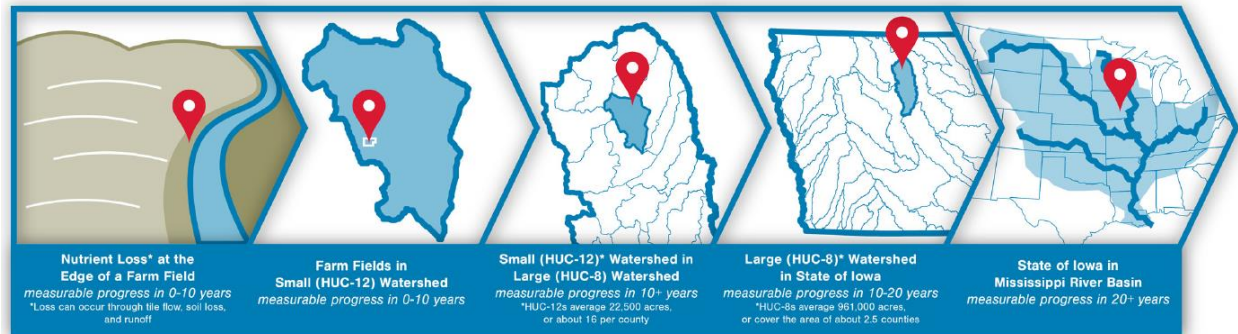 Nutrient Loss* at the
Edge of a Farm Field
measurable progress in 0-10 years
*Loss can occur through tile flow, soil loss,
and runoff
Farm Fields in
Small (HUC-12) Watershed
measurable progress in 0-10 years
Small (HUC-12)* Watershed in
Large (HUC-8) Watershed
measurable progress in 10+ years
*HUC-12s average 22,500 acres,
or about 16 per county
Large (HUC-8)* Watershed
in State of Iowa
measurable progress in 10-20 years
*HUC-8s average 961,000 acres,
or cover the area of about 2.5 counties
State of Iowa in
Mississippi River Basin
measurable progress in 20+ years